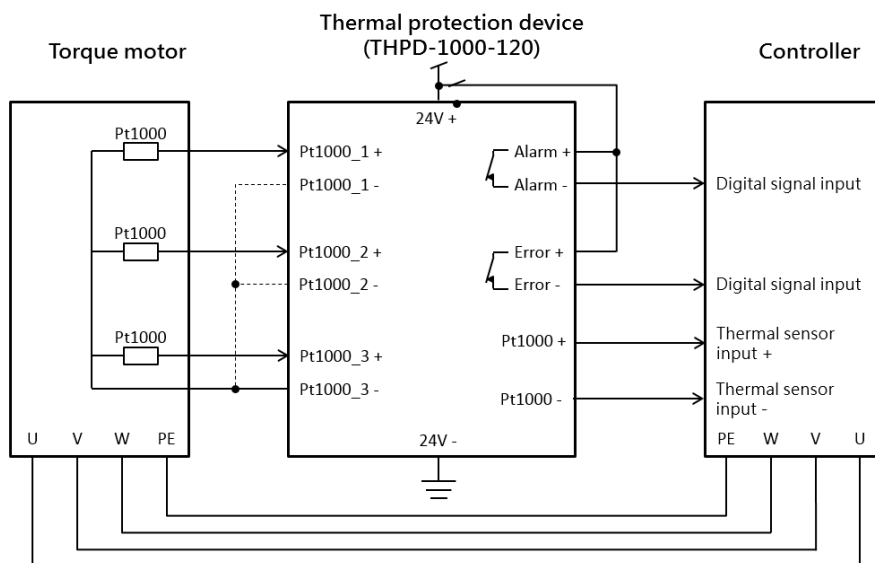 Thermal protection device
(THPD-1000-120)
Torque motor
Controller
24V +
Pt1000
Pt1000_1 +
Pt1000_1 -
Alarm +
Alarm -
Digital signal input
Pt1000
Pt1000_2 +
Pt1000_2 -
Error +
Error -
Digital signal input
Pt1000
Pt1000_3 +
Pt1000_3 -
Pt1000 +
Pt1000 -
Thermal sensor
input +
Thermal sensor
input -
24V -
U V W PE
PE W V U